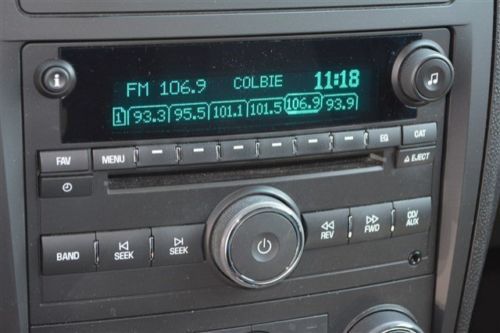 FM 106.9 COLBIE 11:18
1 93.3 95.5 101.1 101.5 106.9 93.9
FAV MENU EQ CAT
EJECT
BAND SEEK SEEK REV FWD CD/AUX